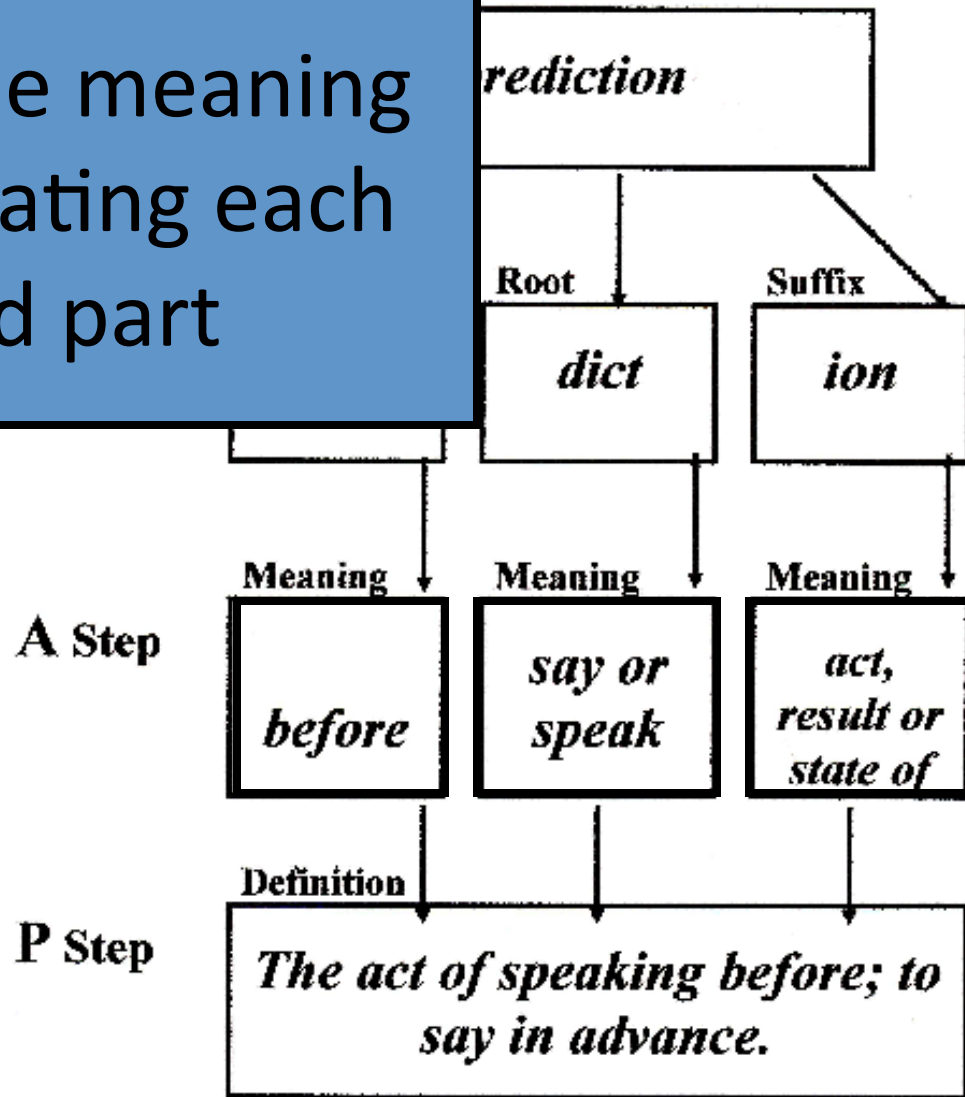 e meaning
ating each
d part
rediction
Root
Suffix
dict
ion
Meaning
Meaning
Meaning
A Step
before
say or
speak
act,
result or
state of
Definition
P Step
The act of speaking before; to
say in advance.